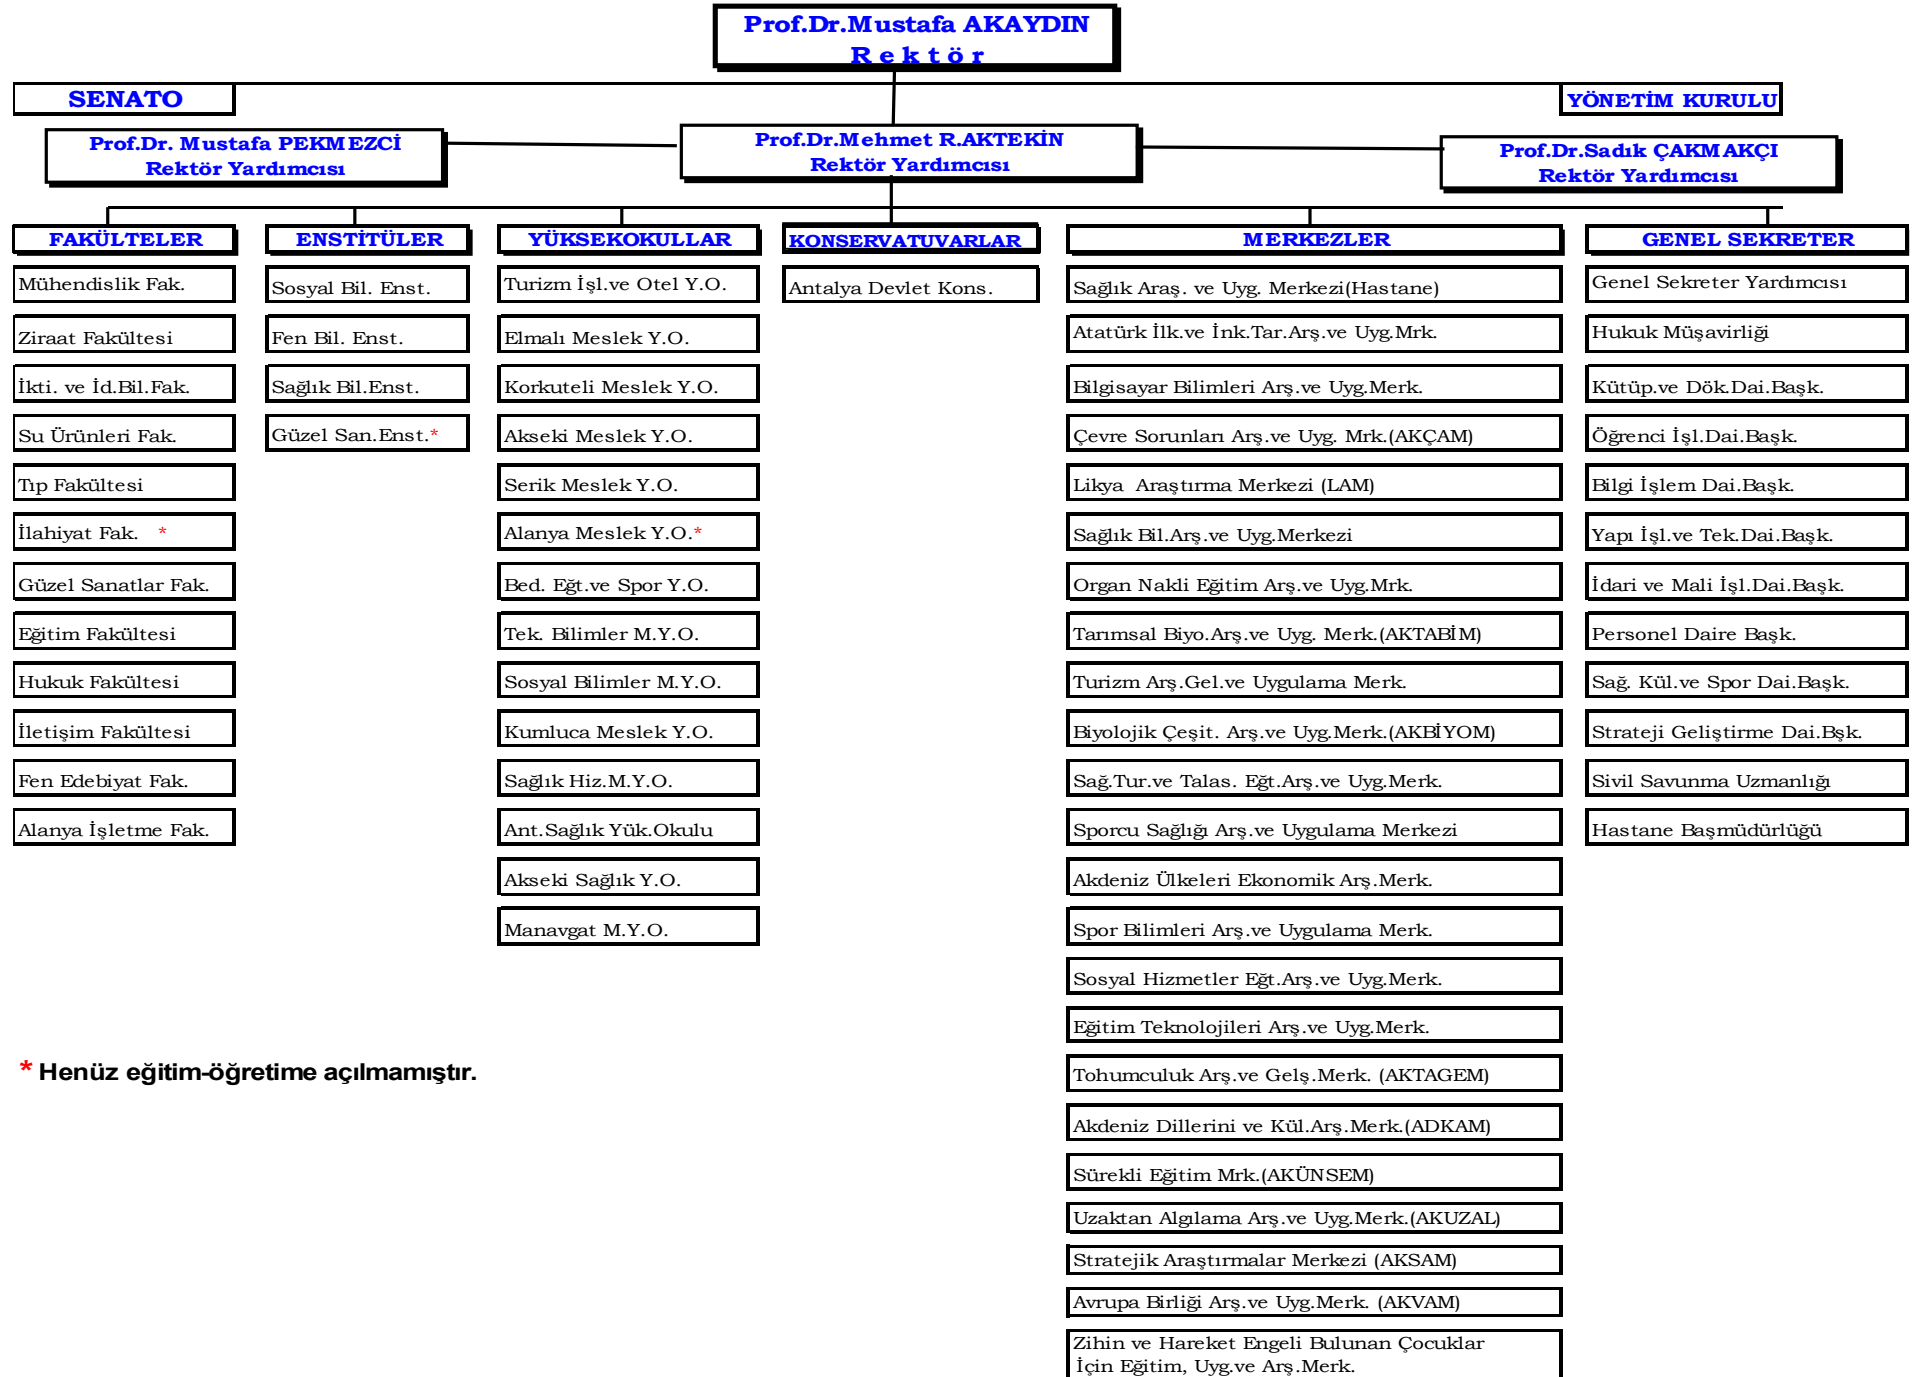 Prof.Dr.Mustafa AKAYDIN
R e k t ö r
SENATO
YÖNETİM KURULU
Prof.Dr. Mustafa PEKMEZCİ
Rektör Yardımcısı
Prof.Dr.Mehmet R.AKTEKİN
Rektör Yardımcısı
Prof.Dr.Sadık ÇAKMAKÇI
Rektör Yardımcısı
FAKÜLTELER
Mühendislik Fak.
Ziraat Fakültesi
İkti. ve İd.Bil.Fak.
Su Ürünleri Fak.
Tıp Fakültesi
İlahiyat Fak. *
Güzel Sanatlar Fak.
Eğitim Fakültesi
Hukuk Fakültesi
İletişim Fakültesi
Fen Edebiyat Fak.
Alanya İşletme Fak.
ENSTİTÜLER
Sosyal Bil. Enst.
Fen Bil. Enst.
Sağlık Bil.Enst.
Güzel San.Enst.*
YÜKSEKOKULLAR
Turizm İşl.ve Otel Y.O.
Elmalı Meslek Y.O.
Korkuteli Meslek Y.O.
Akseki Meslek Y.O.
Serik Meslek Y.O.
Alanya Meslek Y.O.*
Bed. Eğt.ve Spor Y.O.
Tek. Bilimler M.Y.O.
Sosyal Bilimler M.Y.O.
Kumluca Meslek Y.O.
Sağlık Hiz.M.Y.O.
Ant.Sağlık Yük.Okulu
Akseki Sağlık Y.O.
Manavgat M.Y.O.
KONSERVATUVARLAR
Antalya Devlet Kons.
MERKEZLER
Sağlık Araş. ve Uyg. Merkezi(Hastane)
Atatürk İlk.ve İnk.Tar.Arş.ve Uyg.Mrk.
Bilgisayar Bilimleri Arş.ve Uyg.Merk.
Çevre Sorunları Arş.ve Uyg. Mrk.(AKÇAM)
Likya Araştırma Merkezi (LAM)
Sağlık Bil.Arş.ve Uyg.Merkezi
Organ Nakli Eğitim Arş.ve Uyg.Mrk.
Tarımsal Biyo.Arş.ve Uyg. Merk.(AKTABİM)
Turizm Arş.Gel.ve Uygulama Merk.
Biyolojik Çeşit. Arş.ve Uyg.Merk.(AKBİYOM)
Sağ.Tur.ve Talas. Eğt.Arş.ve Uyg.Merk.
Sporcu Sağlığı Arş.ve Uygulama Merkezi
Akdeniz Ülkeleri Ekonomik Arş.Merk.
Spor Bilimleri Arş.ve Uygulama Merk.
Sosyal Hizmetler Eğt.Arş.ve Uyg.Merk.
Eğitim Teknolojileri Arş.ve Uyg.Merk.
Tohumculuk Arş.ve Gelş.Merk. (AKTAGEM)
Akdeniz Dillerini ve Kül.Arş.Merk.(ADKAM)
Sürekli Eğitim Mrk.(AKÜNSEM)
Uzaktan Algılama Arş.ve Uyg.Merk.(AKUZAL)
Stratejik Araştırmalar Merkezi (AKSAM)
Avrupa Birliği Arş.ve Uyg.Merk. (AKVAM)
Zihin ve Hareket Engeli Bulunan Çocuklar
İçin Eğitim, Uyg.ve Arş.Merk.
GENEL SEKRETER
Genel Sekreter Yardımcısı
Hukuk Müşavirliği
Kütüp.ve Dök.Dai.Başk.
Öğrenci İşl.Dai.Başk.
Bilgi İşlem Dai.Başk.
Yapı İşl.ve Tek.Dai.Başk.
İdari ve Mali İşl.Dai.Başk.
Personel Daire Başk.
Sağ. Kül.ve Spor Dai.Başk.
Strateji Geliştirme Dai.Bşk.
Sivil Savunma Uzmanlığı
Hastane Başmüdürlüğü
* Henüz eğitim-öğretime açılmamıştır.